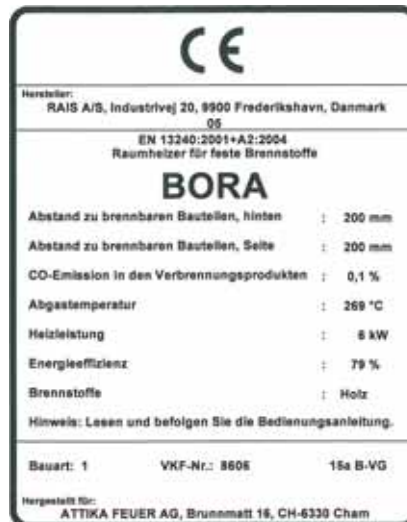 CE
Hersteller:
RAIS A/S, Industrivej 20, 9900 Frederikshavn, Danmark
05
EN 13240:2001+A2:2004
Raumheizer für feste Brennstoffe
BORA
Abstand zu brennbaren Bauteilen, hinten : 200 mm
Abstand zu brennbaren Bauteilen, Seite : 200 mm
CO-Emission in den Verbrennungsprodukten : 0,1 %
Abgastemperatur : 269 °C
Heizleistung : 6 kW
Energieeffizienz : 79 %
Brennstoffe : Holz
Hinweis: Lesen und befolgen Sie die Bedienungsanleitung.
Bauart: 1 VKF-Nr.: 8606 15a B-VG
Hergestellt für:
ATTIKA FEUER AG, Brunnmatt 16, CH-6330 Cham